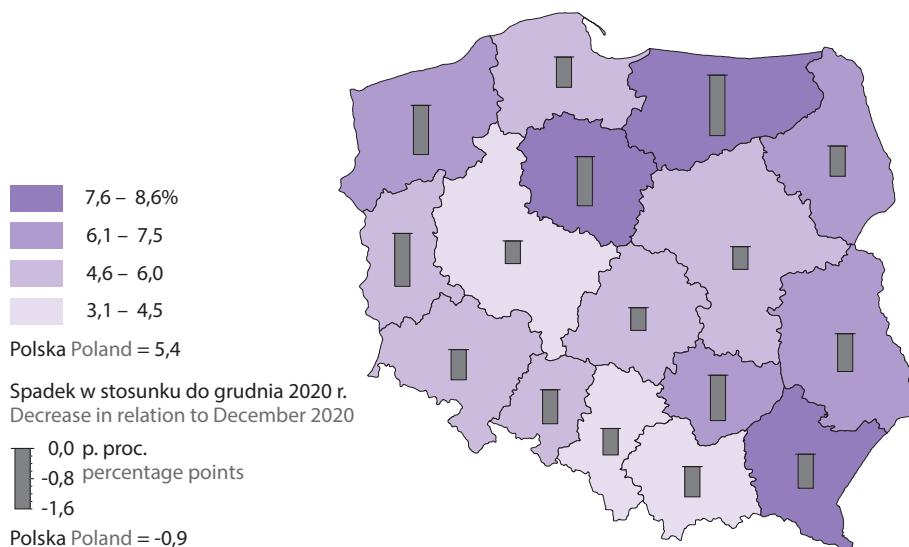 7,6 – 8,6%
6,1 – 7,5
4,6 – 6,0
3,1 – 4,5
Polska Poland = 5,4
Spadek w stosunku do grudnia 2020 r.
Decrease in relation to December 2020
0,0 p. proc.
-0,8 percentage points
-1,6
Polska Poland = -0,9